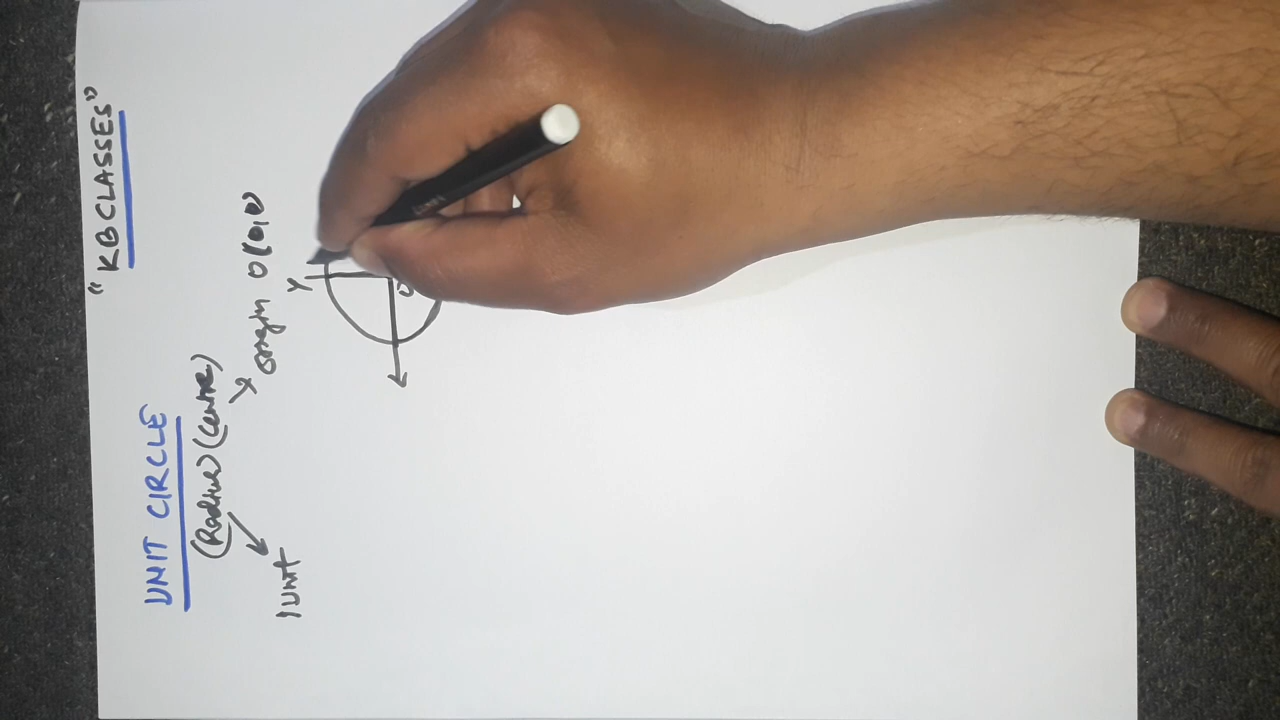 "KB CLASSES"
UNIT CIRCLE
(Radius) (Centre)
1 Unit
Origin O(0,0)
Y
O